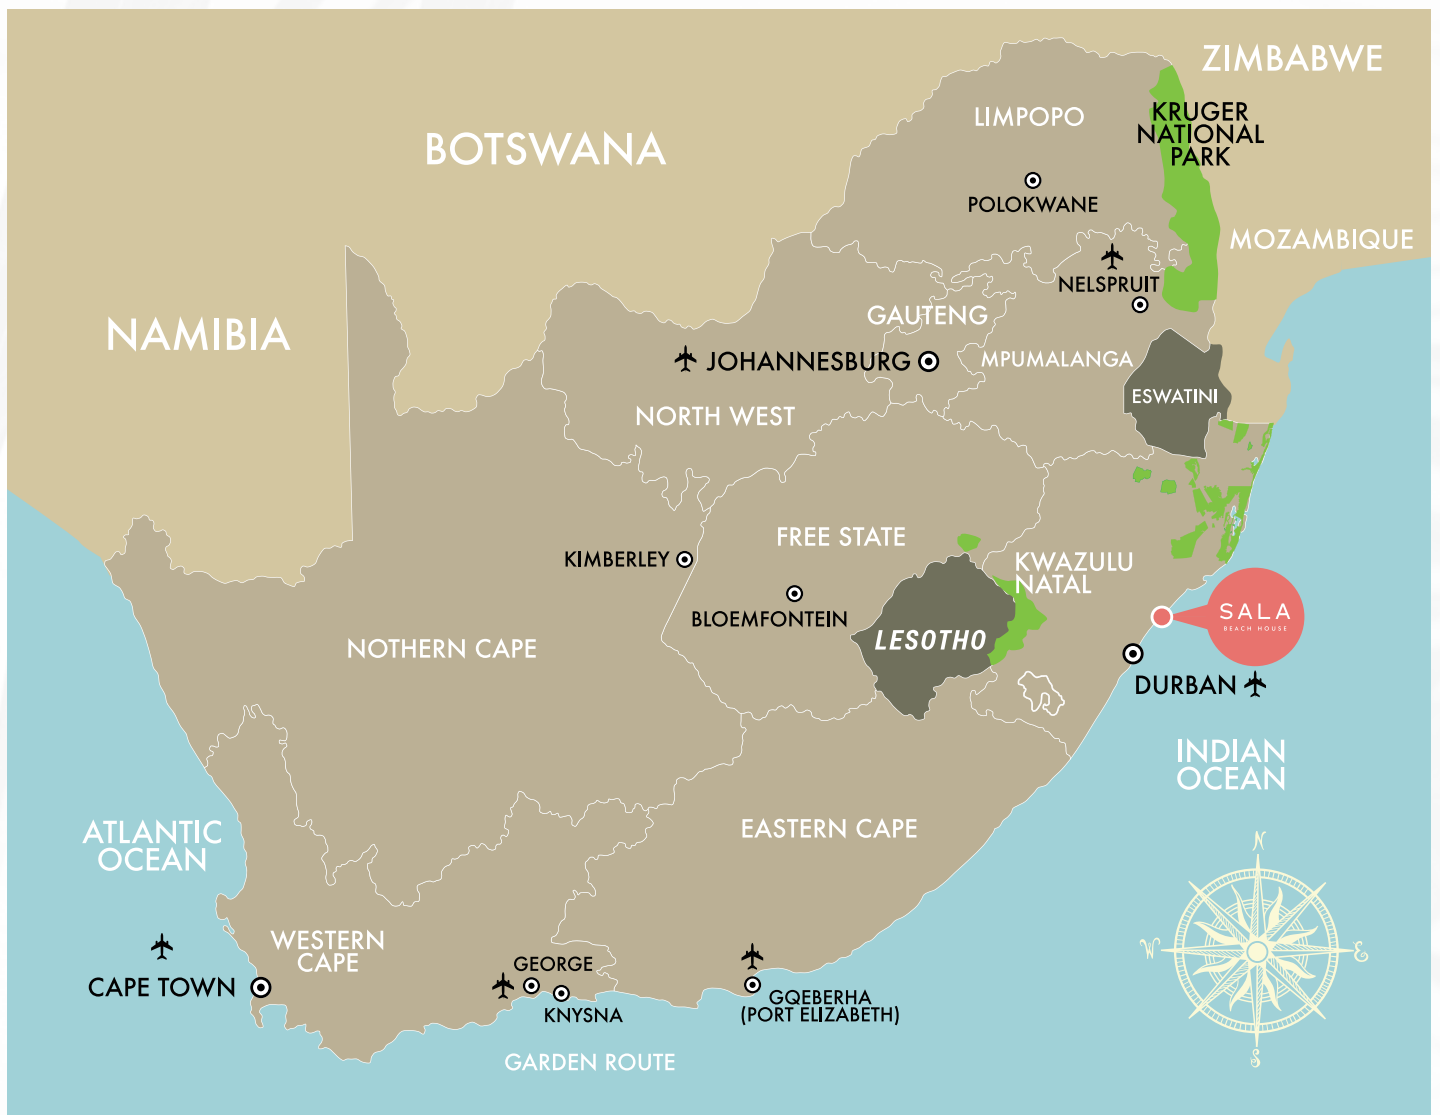 ZIMBABWE
KRUGER
NATIONAL
PARK
LIMPOPO
BOTSWANA
POLOKWANE
MOZAMBIQUE
NELSPRUIT
GAUTENG
NAMIBIA
JOHANNESBURG
MPUMALANGA
ESWATINI
NORTH WEST
FREE STATE
KIMBERLEY
KWAZULU
NATAL
BLOEMFONTEIN
SALA
BEACH HOUSE
LESOTHO
NOTHERN CAPE
DURBAN
INDIAN
OCEAN
ATLANTIC
OCEAN
EASTERN CAPE
N
W
E
S
WESTERN
CAPE
CAPE TOWN
GEORGE
KNYSNA
GQEBERHA
(PORT ELIZABETH)
GARDEN ROUTE